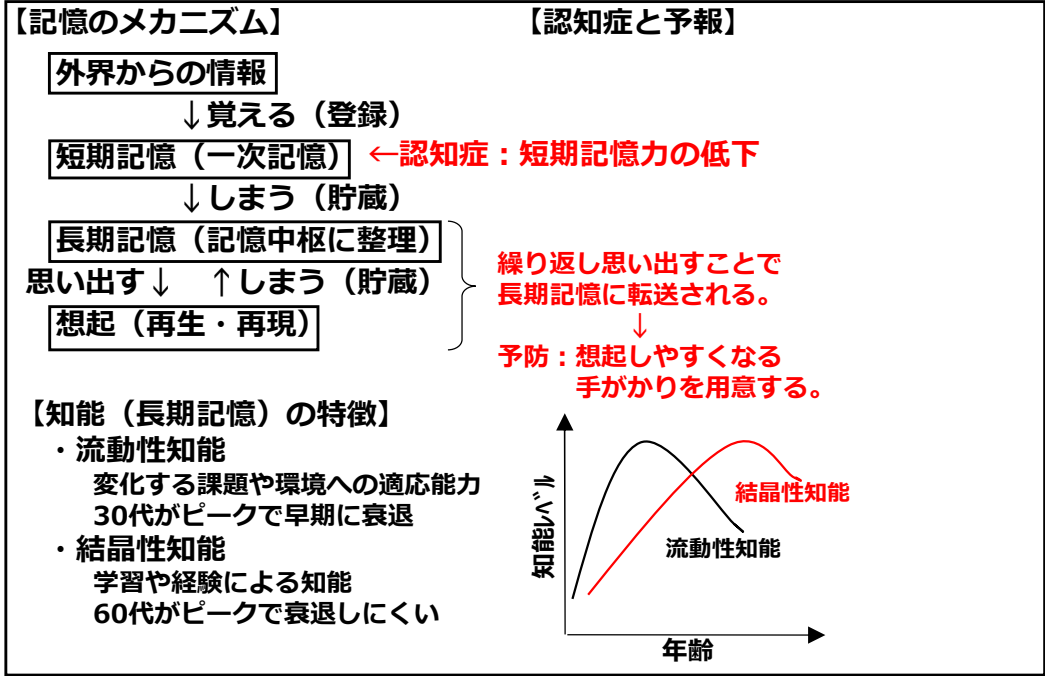 【記憶のメカニズム】
外界からの情報
↓覚える（登録）
短期記憶（一次記憶）
↓しまう（貯蔵）
長期記憶（記憶中枢に整理）
思い出す↓　↑しまう（貯蔵）
想起（再生・再現）
【認知症と予報】
←認知症：短期記憶力の低下
繰り返し思い出すことで
長期記憶に転送される。
↓
予防：想起しやすくなる
手がかりを用意する。
【知能（長期記憶）の特徴】
・流動性知能
変化する課題や環境への適応能力
30代がピークで早期に衰退
・結晶性知能
学習や経験による知能
60代がピークで衰退しにくい
知能レベル
結晶性知能
流動性知能
年齢